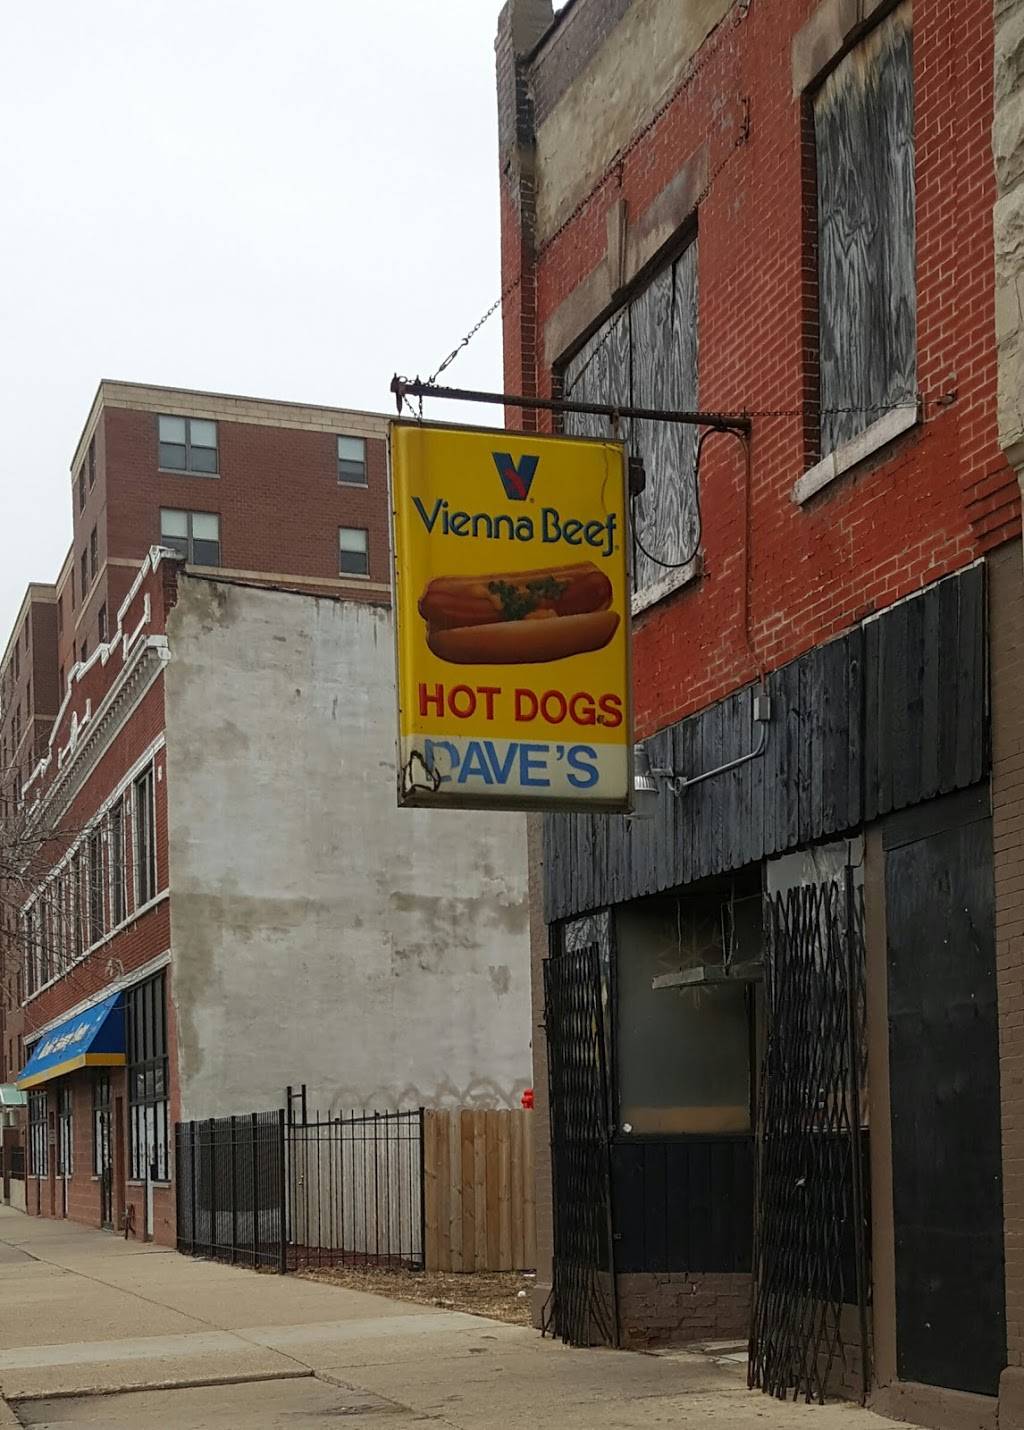 V
Vienna Beef
HOT DOGS
DAVE'S